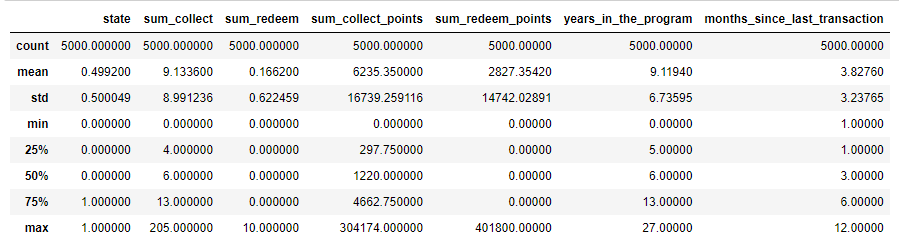 state sum_collect sum_redeem sum_collect_points sum_redeem_points years_in_the_program months_since_last_transaction
count 5000.000000 5000.000000 5000.000000 5000.000000 5000.00000 5000.00000 5000.00000
mean 0.499200 9.133600 0.166200 6235.350000 2827.35420 9.11940 3.82760
std 0.500049 8.991236 0.622459 16739.259116 14742.02891 6.73595 3.23765
min 0.000000 0.000000 0.000000 0.000000 0.00000 0.00000 1.00000
25% 0.000000 4.000000 0.000000 297.750000 0.00000 5.00000 1.00000
50% 0.000000 6.000000 0.000000 1220.000000 0.00000 6.00000 3.00000
75% 1.000000 13.000000 0.000000 4662.750000 0.00000 13.00000 6.00000
max 1.000000 205.000000 10.000000 304174.000000 401800.00000 27.00000 12.00000